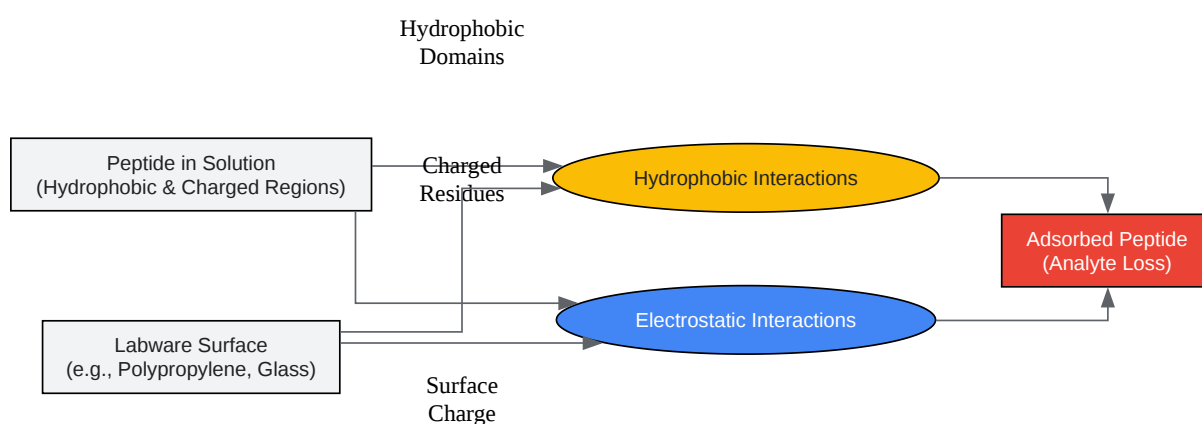 Hydrophobic
Domains
Peptide in Solution
(Hydrophobic & Charged Regions)
Charged
Residues
Hydrophobic Interactions
Adsorbed Peptide
(Analyte Loss)
Electrostatic Interactions
Labware Surface
(e.g., Polypropylene, Glass)
Surface
Charge